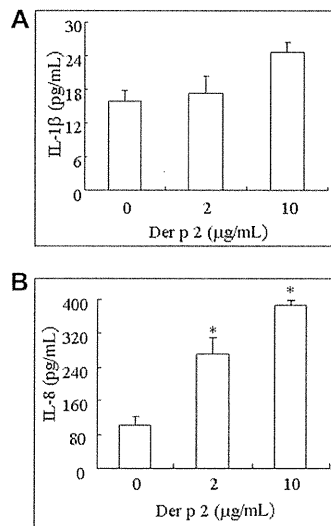 A
IL-1β (pg/mL)
30
24
18
12
6
0
0 2 10
Der p 2 (μg/mL)
B
IL-8 (pg/mL)
400
320
240
160
80
0
* *
0 2 10
Der p 2 (μg/mL)